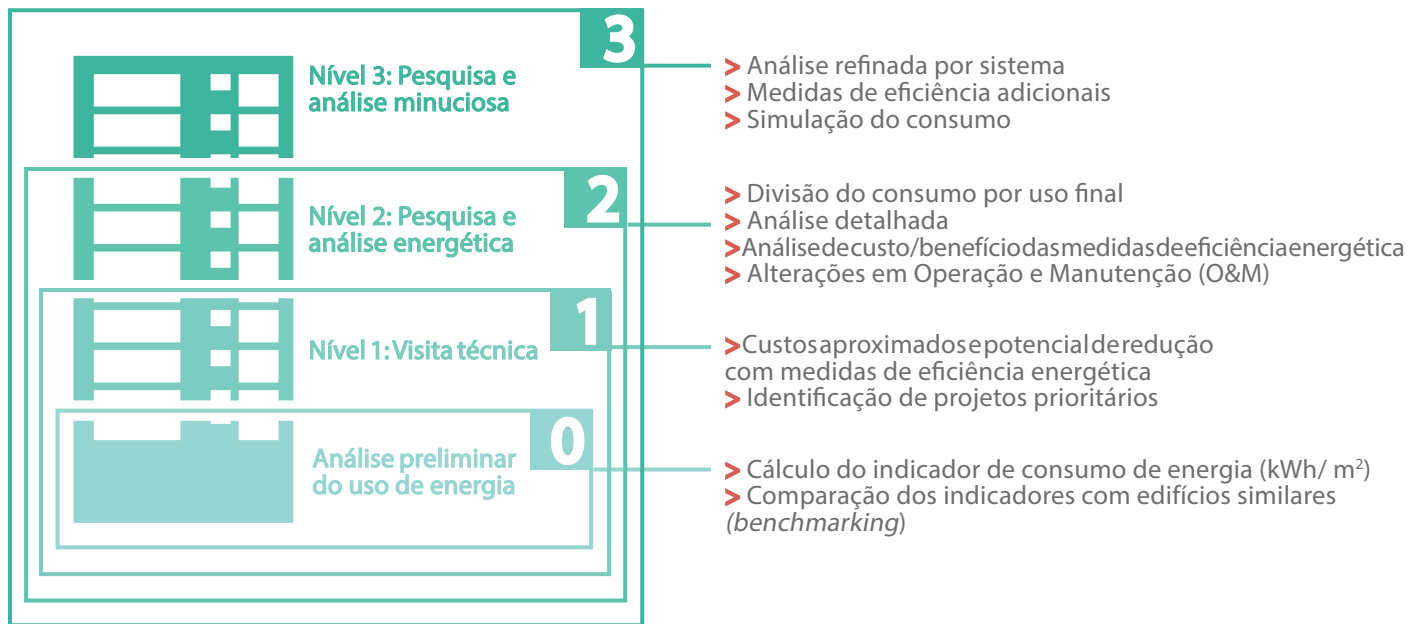 3
Nível 3: Pesquisa e
análise minuciosa
> Análise refinada por sistema
> Medidas de eficiência adicionais
> Simulação do consumo
2
Nível 2: Pesquisa e
análise energética
> Divisão do consumo por uso final
> Análise detalhada
>Análisedecusto/benefíciodasmedidasdeeficiênciaenergética
> Alterações em Operação e Manutenção (O&M)
1
Nível 1: Visita técnica
>Custosaproximadosepotencialderedução
com medidas de eficiência energética
> Identificação de projetos prioritários
0
Análise preliminar
do uso de energia
> Cálculo do indicador de consumo de energia (kWh/ m²)
> Comparação dos indicadores com edifícios similares
(benchmarking)